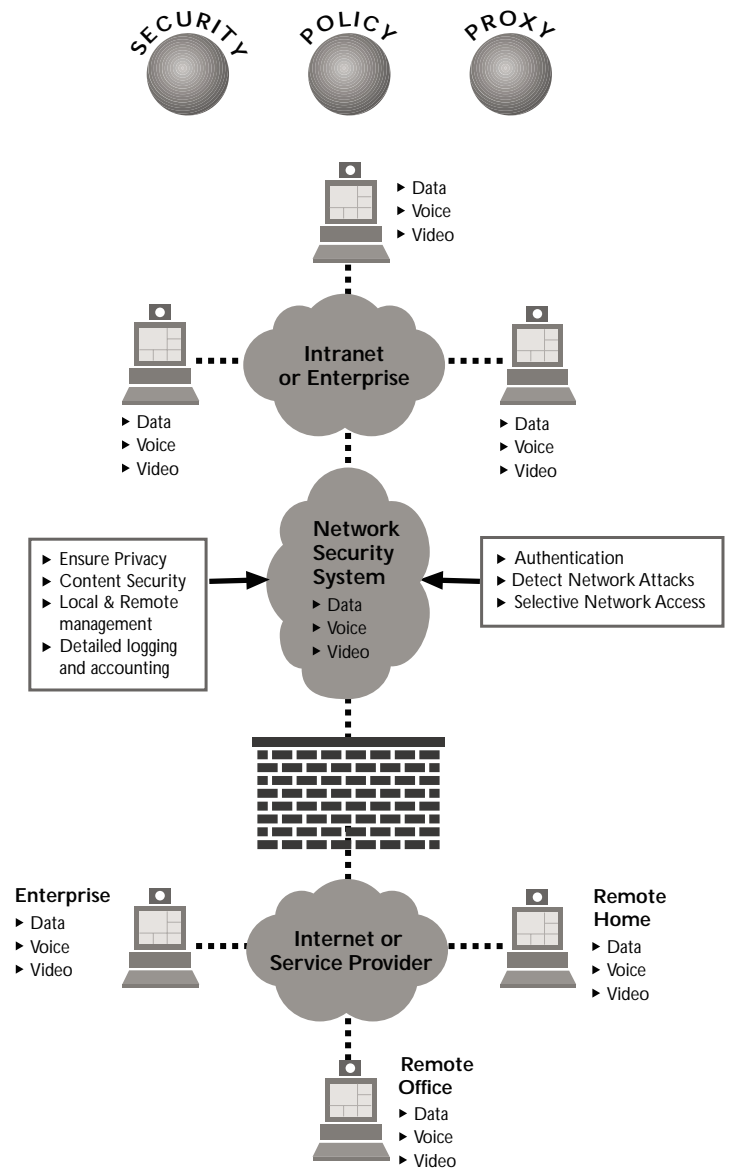 SECURITY
POLICY
PROXY
▸ Data
▸ Voice
▸ Video
Intranet
or Enterprise
▸ Data
▸ Voice
▸ Video
▸ Data
▸ Voice
▸ Video
▸ Ensure Privacy
▸ Content Security
▸ Local & Remote
management
▸ Detailed logging
and accounting
Network
Security
System
▸ Data
▸ Voice
▸ Video
▸ Authentication
▸ Detect Network Attacks
▸ Selective Network Access
Enterprise
▸ Data
▸ Voice
▸ Video
Internet or
Service Provider
Remote
Home
▸ Data
▸ Voice
▸ Video
Remote
Office
▸ Data
▸ Voice
▸ Video